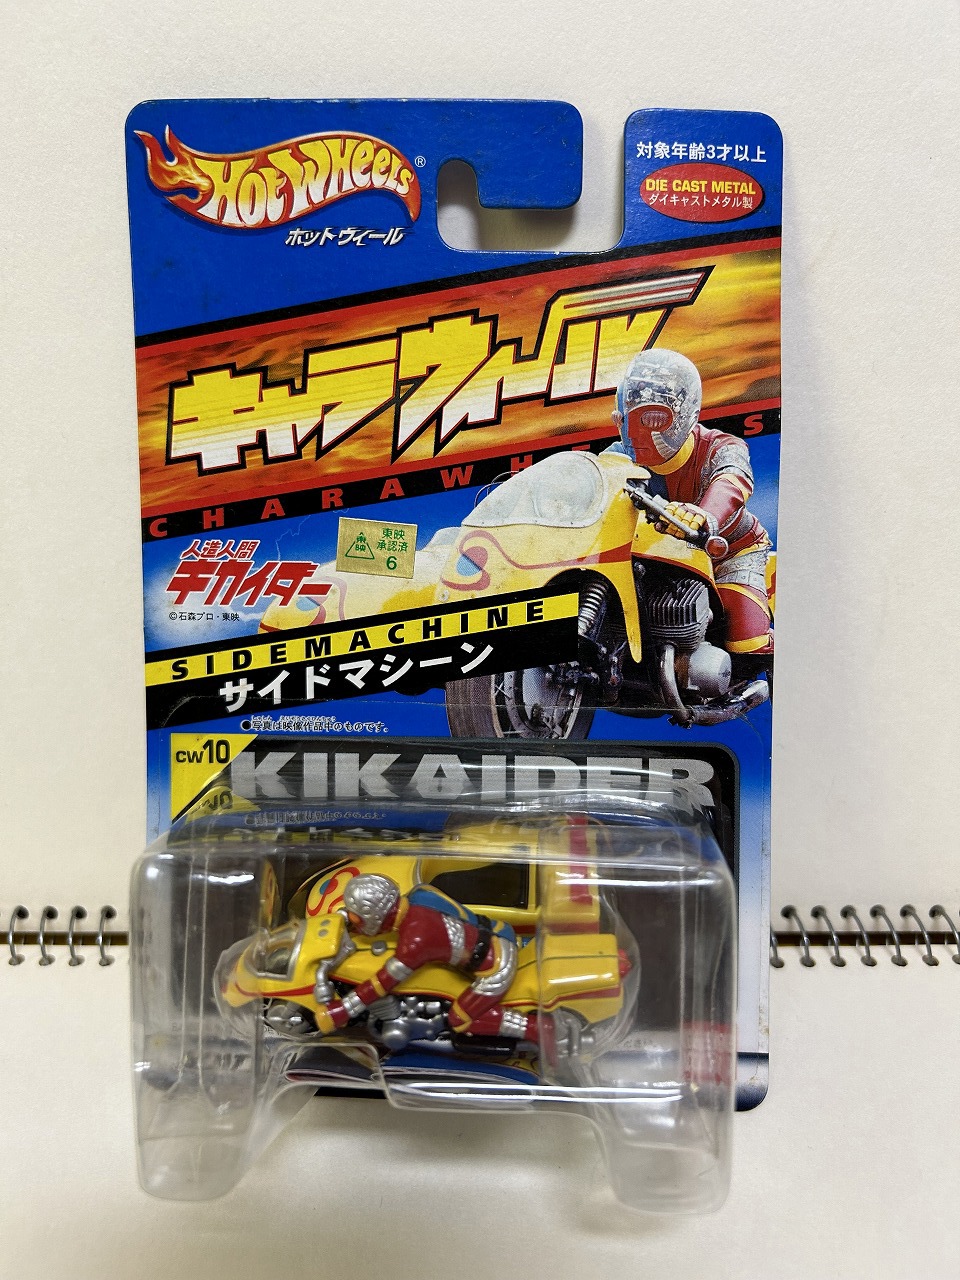 Hot Wheels®
ホットウィール
対象年齢3才以上
DIE CAST METAL
ダイキャストメタル製
キャラウィール
CHARAWHEELS
人造人間
キカイダー
©石森プロ・東映
東映
東映
承認済
6
SIDEMACHINE
サイドマシーン
●写真は映像作品中のものです。
CW10
KIKAIDER